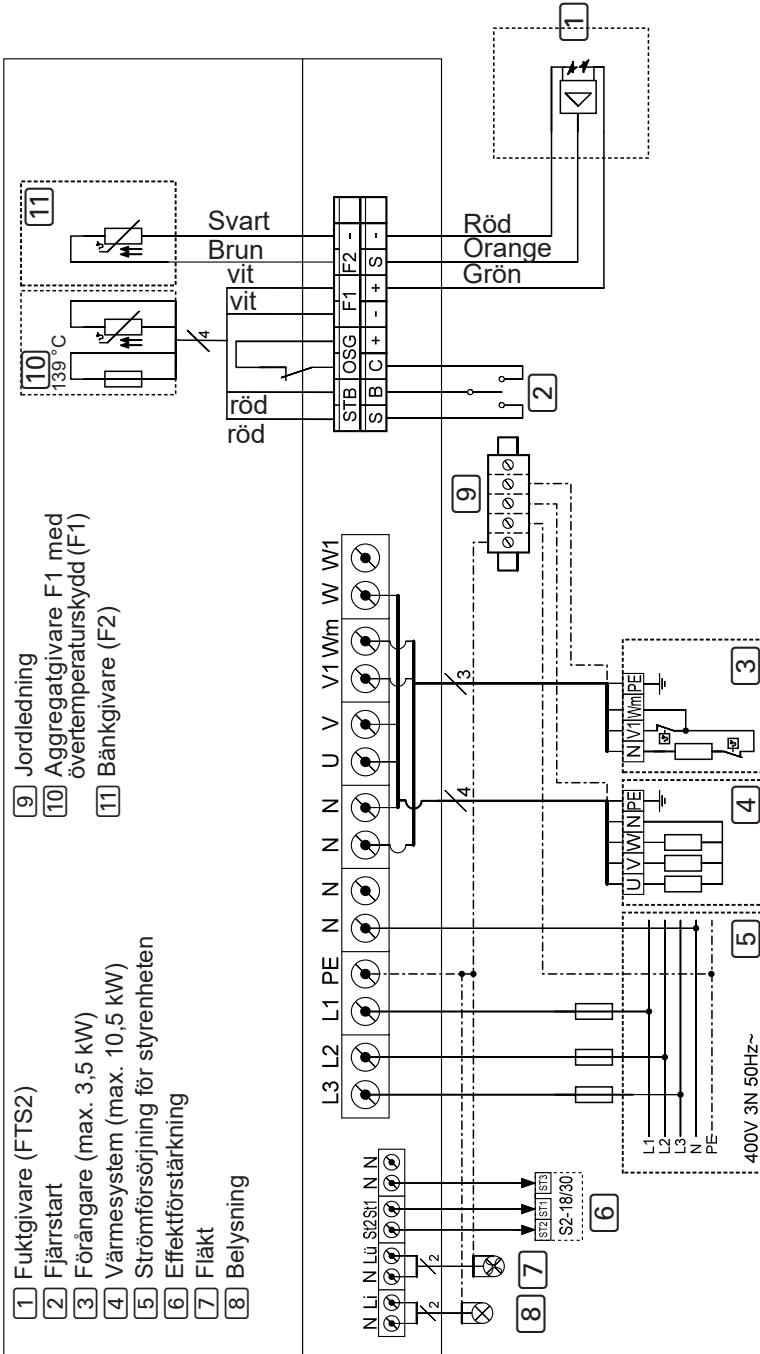 1 Fuktgivare (FTS2)
2 Fjärrstart
3 Förångare (max. 3,5 kW)
4 Värmesystem (max. 10,5 kW)
5 Strömförsörjning för styrenheten
6 Effektförstärkning
7 Fläkt
8 Belysning
9 Jordledning
10 Aggregatgivare F1 med
övertemperaturskydd (F1)
11 Bänkgivare (F2)
10
139 °C
11
4
röd
röd
vit
vit
Brun
Svart
STB OSG F1 F2 -
S B C + - + S -
Röd
Orange
Grön
1
2
N Li N Lü St2 St1 N N
L3 L2 L1 PE N N N N U V V1 Wm W W1
9
2
2
4
3
8
7
ST2 ST1 ST3
S2-18/30
6
L1
L2
L3
N
PE
400V 3N 50Hz~
5
U V W N PE
4
N V1 Wm PE
3